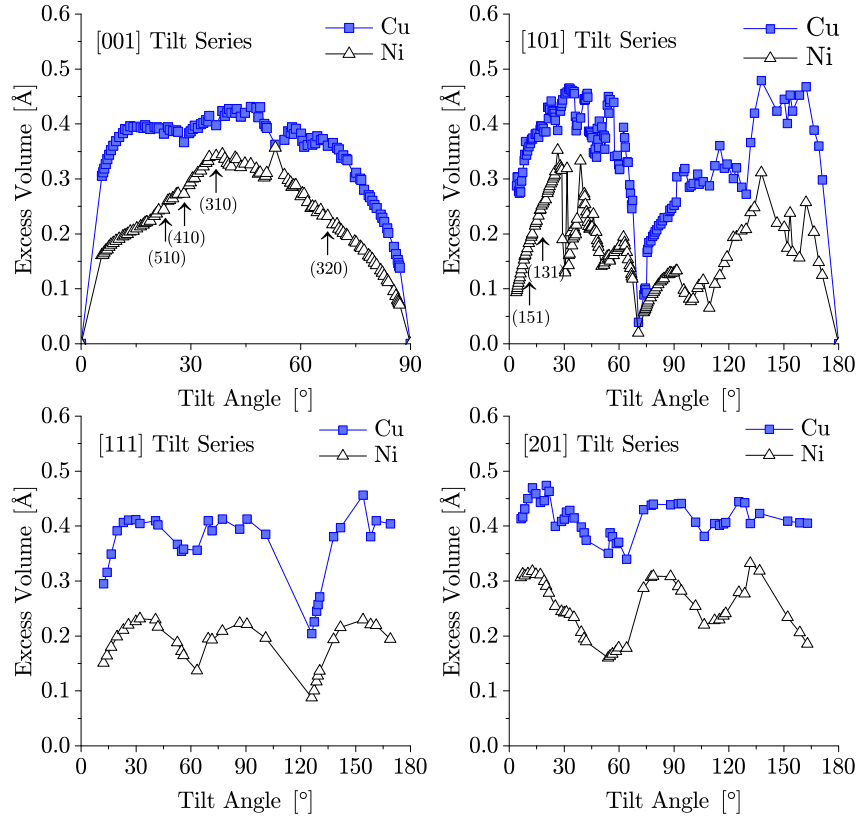 [001] Tilt Series
Cu
Ni
Excess Volume [Å]
0.6
0.5
0.4
0.3
0.2
0.1
0.0
(310)
(410)
(510)
(320)
0
30
60
90
Tilt Angle [°]
[101] Tilt Series
Cu
Ni
Excess Volume [Å]
0.6
0.5
0.4
0.3
0.2
0.1
0.0
(131)
(151)
0
30
60
90
120
150
180
Tilt Angle [°]
[111] Tilt Series
Cu
Ni
Excess Volume [Å]
0.6
0.5
0.4
0.3
0.2
0.1
0.0
0
30
60
90
120
150
180
Tilt Angle [°]
[201] Tilt Series
Cu
Ni
Excess Volume [Å]
0.6
0.5
0.4
0.3
0.2
0.1
0.0
0
30
60
90
120
150
180
Tilt Angle [°]